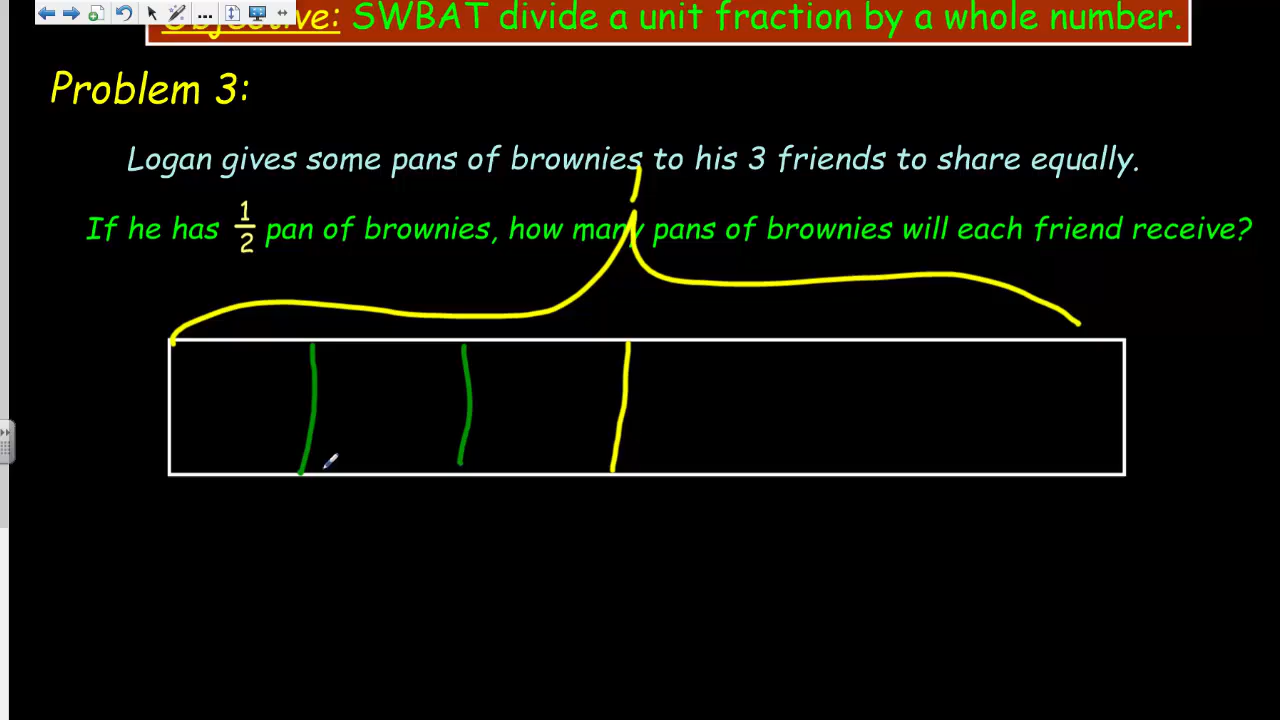 Objective: SWBAT divide a unit fraction by a whole number.
Problem 3:
Logan gives some pans of brownies to his 3 friends to share equally.
If he has 1/2 pan of brownies, how many pans of brownies will each friend receive?
1